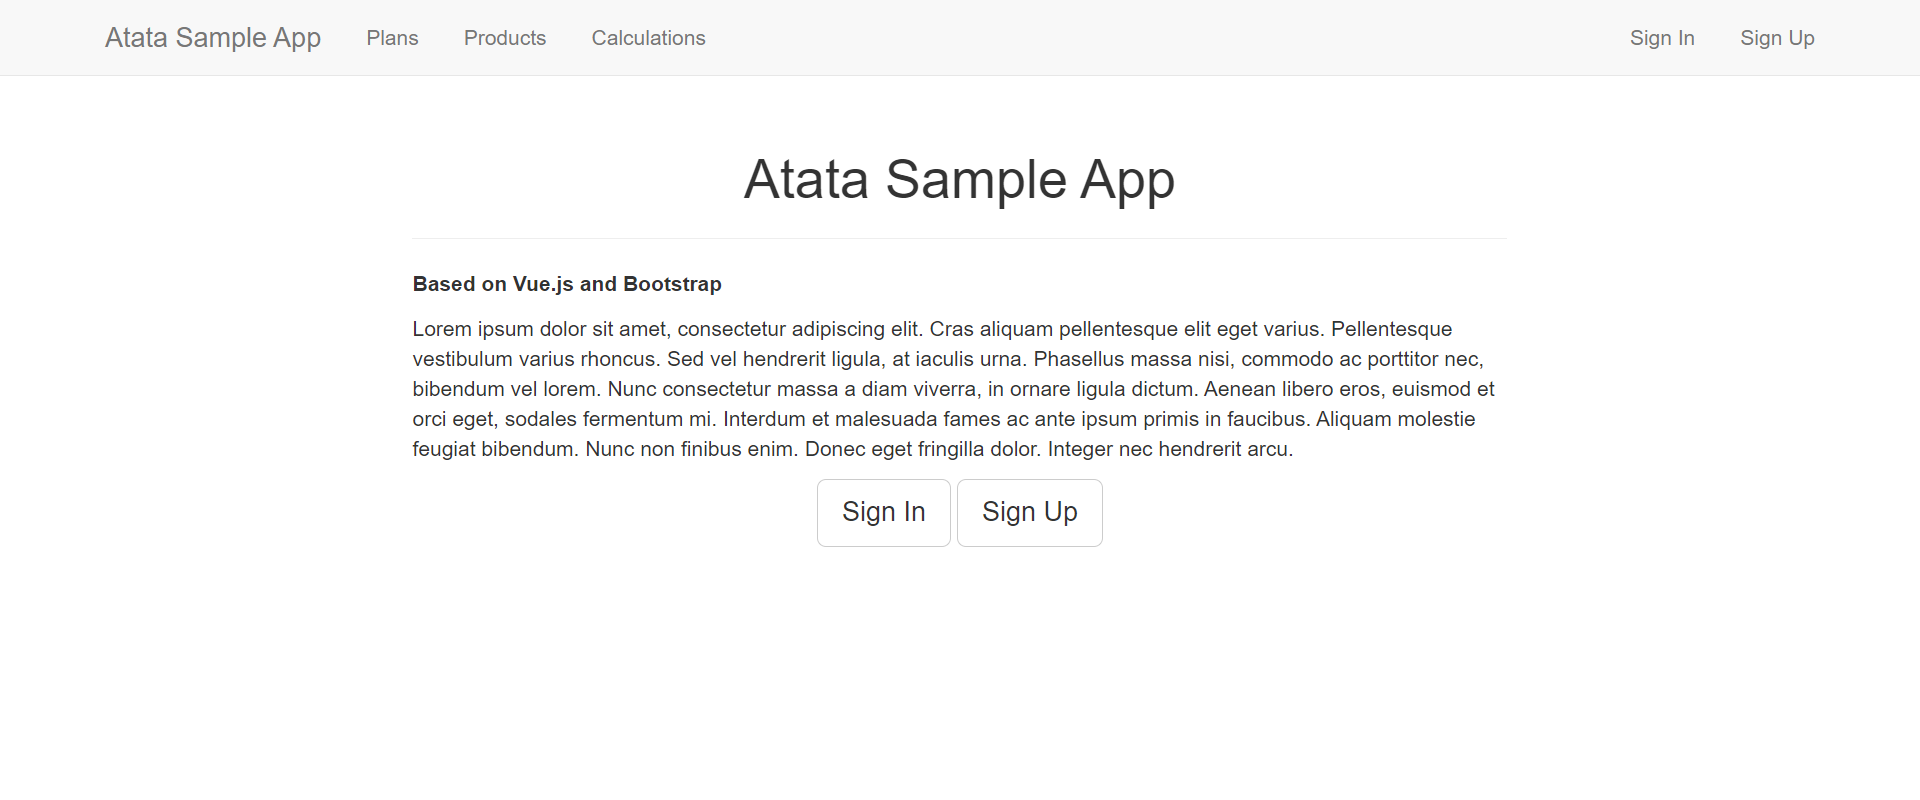 Atata Sample App Plans Products Calculations Sign In Sign Up
Atata Sample App
Based on Vue.js and Bootstrap
Lorem ipsum dolor sit amet, consectetur adipiscing elit. Cras aliquam pellentesque elit eget varius. Pellentesque
vestibulum varius rhoncus. Sed vel hendrerit ligula, at iaculis urna. Phasellus massa nisi, commodo ac porttitor nec,
bibendum vel lorem. Nunc consectetur massa a diam viverra, in ornare ligula dictum. Aenean libero eros, euismod et
orci eget, sodales fermentum mi. Interdum et malesuada fames ac ante ipsum primis in faucibus. Aliquam molestie
feugiat bibendum. Nunc non finibus enim. Donec eget fringilla dolor. Integer nec hendrerit arcu.
Sign In Sign Up